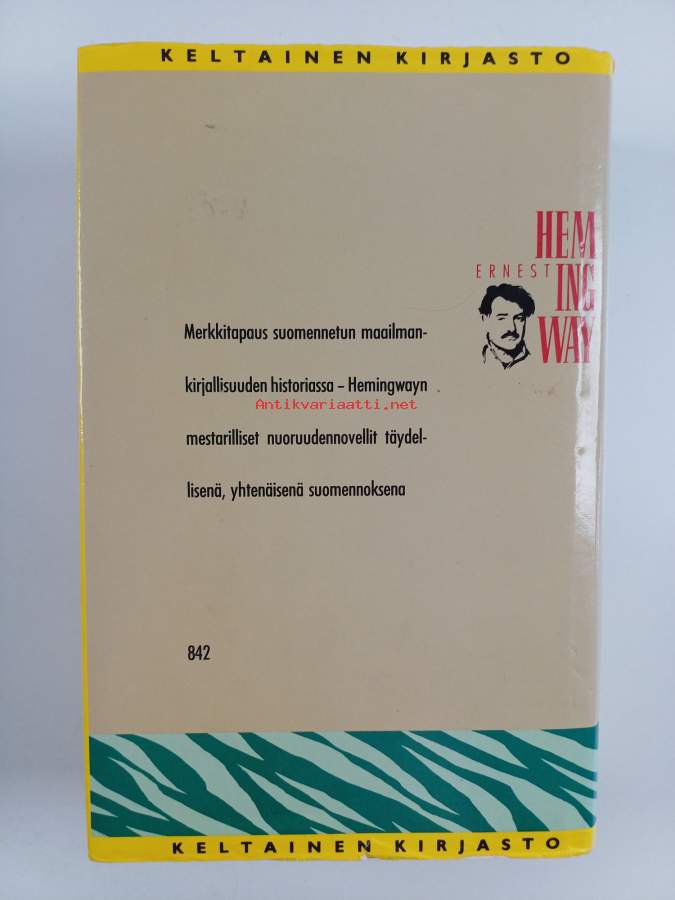 KELTAINEN KIRJASTO
HEM
ERNEST ING
WAY
Merkkitapaus suomennetun maailman-
kirjallisuuden historiassa – Hemingwayn
Antikvariaatti.net
mestarilliset nuoruudennovellit täydel-
lisenä, yhtenäisenä suomennoksena
842
KELTAINEN KIRJASTO